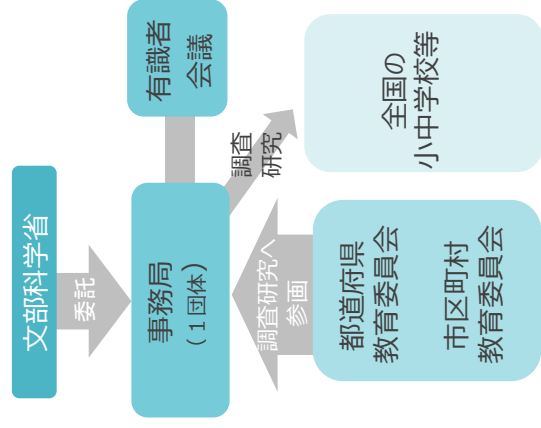 文部科学省
委託
事務局
（１団体）
有識者
会議
調査
研究
調査研究へ
参画
都道府県
教育委員会
市区町村
教育委員会
全国の
小中学校等